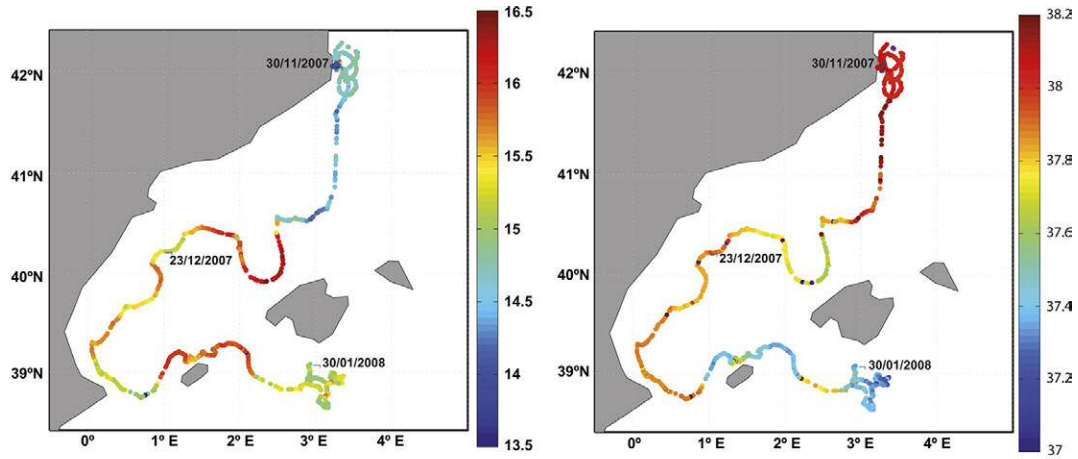 16.5
16
15.5
15
14.5
14
13.5
42ºN
41ºN
40ºN
39ºN
0º
1º E
2º E
3º E
4º E
30/11/2007
23/12/2007
30/01/2008
38.2
38
37.8
37.6
37.4
37.2
37
42ºN
41ºN
40ºN
39ºN
0º
1º E
2º E
3º E
4º E
30/11/2007
23/12/2007
30/01/2008